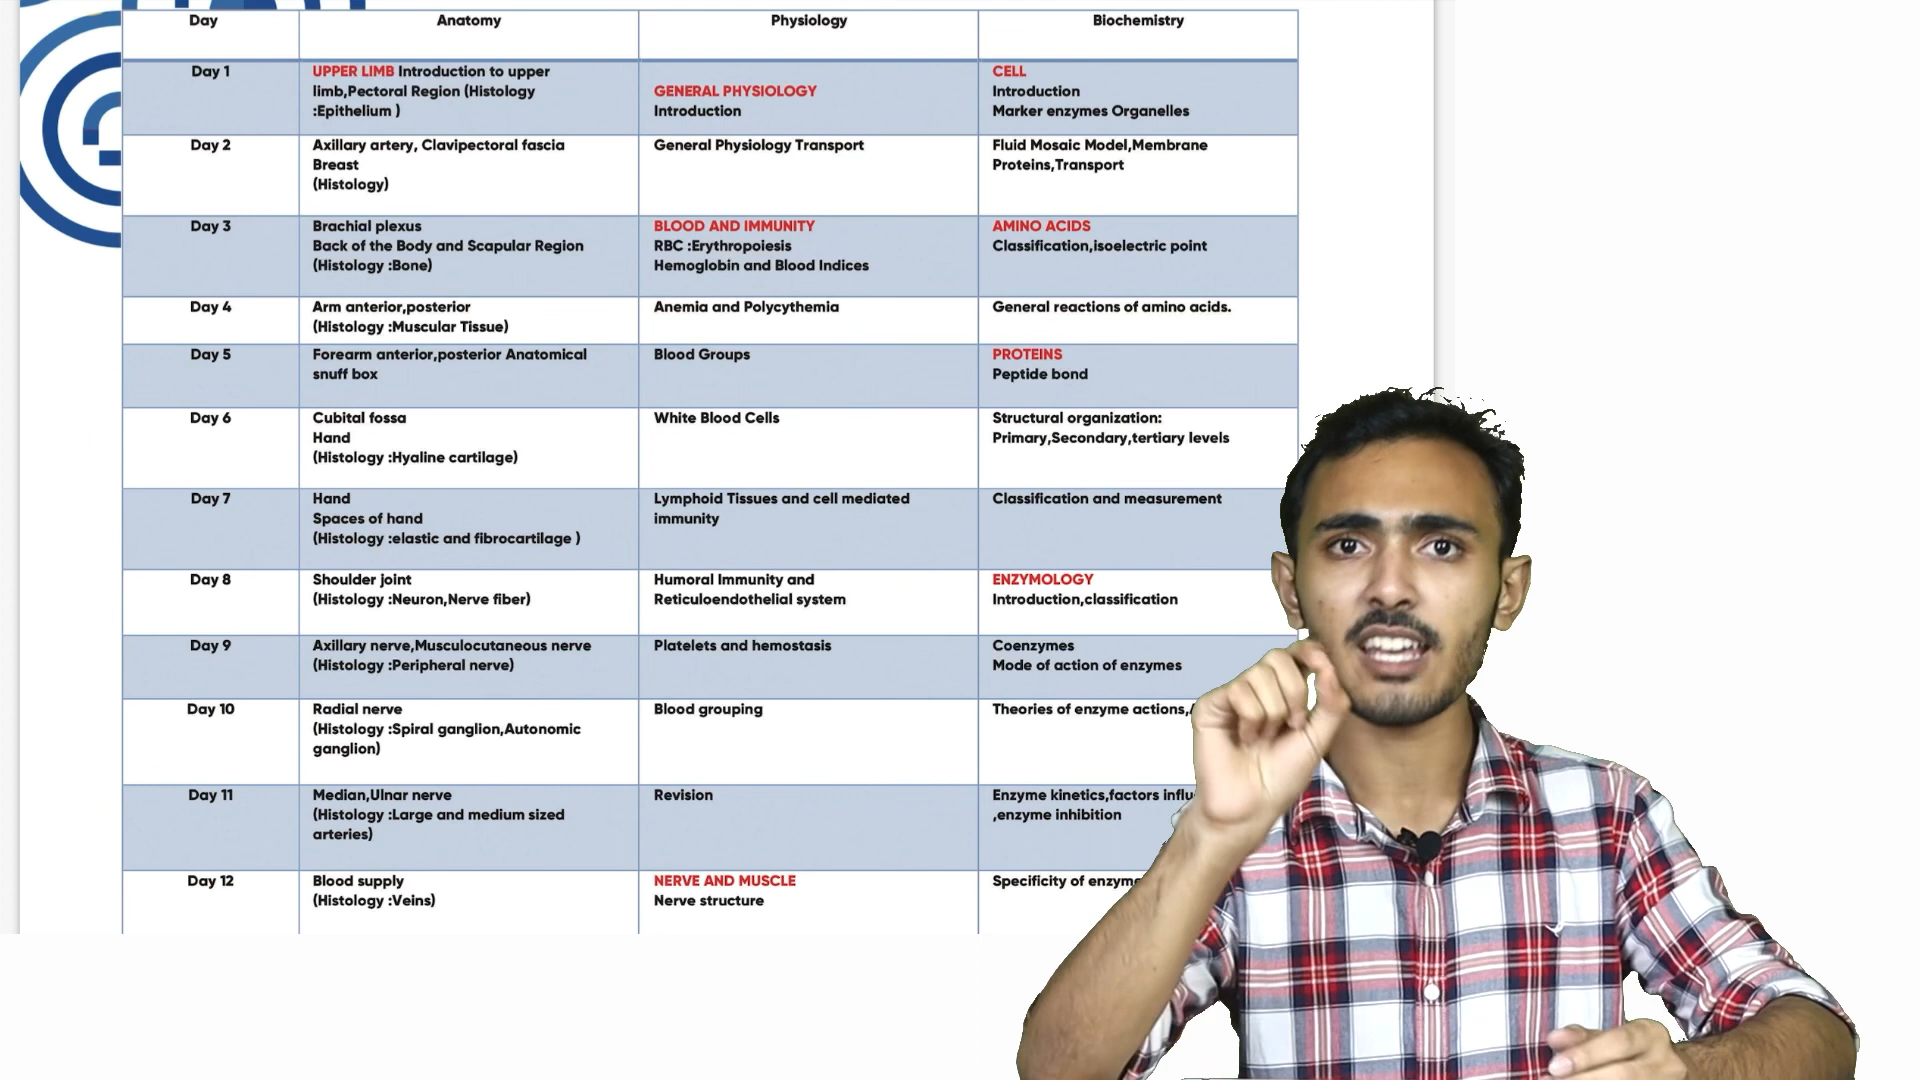 Day Anatomy Physiology Biochemistry
Day 1
UPPER LIMB Introduction to upper
limb,Pectoral Region (Histology
:Epithelium )
GENERAL PHYSIOLOGY
Introduction
CELL
Introduction
Marker enzymes Organelles
Day 2
Axillary artery, Clavipectoral fascia
Breast
(Histology)
General Physiology Transport
Fluid Mosaic Model,Membrane
Proteins,Transport
Day 3
Brachial plexus
Back of the Body and Scapular Region
(Histology :Bone)
BLOOD AND IMMUNITY
RBC :Erythropoiesis
Hemoglobin and Blood Indices
AMINO ACIDS
Classification,isoelectric point
Day 4
Arm anterior,posterior
(Histology :Muscular Tissue)
Anemia and Polycythemia
General reactions of amino acids.
Day 5
Forearm anterior,posterior Anatomical
snuff box
Blood Groups
PROTEINS
Peptide bond
Day 6
Cubital fossa
Hand
(Histology :Hyaline cartilage)
White Blood Cells
Structural organization:
Primary,Secondary,tertiary levels
Day 7
Hand
Spaces of hand
(Histology :elastic and fibrocartilage )
Lymphoid Tissues and cell mediated
immunity
Classification and measurement
Day 8
Shoulder joint
(Histology :Neuron,Nerve fiber)
Humoral Immunity and
Reticuloendothelial system
ENZYMOLOGY
Introduction,classification
Day 9
Axillary nerve,Musculocutaneous nerve
(Histology :Peripheral nerve)
Platelets and hemostasis
Coenzymes
Mode of action of enzymes
Day 10
Radial nerve
(Histology :Spiral ganglion,Autonomic
ganglion)
Blood grouping
Theories of enzyme actions,
Day 11
Median,Ulnar nerve
(Histology :Large and medium sized
arteries)
Revision
Enzyme kinetics,factors
,enzyme inhibition
Day 12
Blood supply
(Histology :Veins)
NERVE AND MUSCLE
Nerve structure
Specificity of